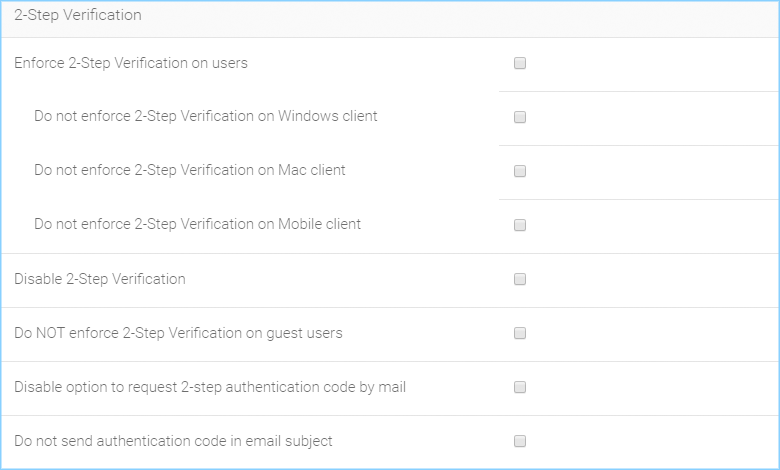 2-Step Verification
Enforce 2-Step Verification on users
Do not enforce 2-Step Verification on Windows client
Do not enforce 2-Step Verification on Mac client
Do not enforce 2-Step Verification on Mobile client
Disable 2-Step Verification
Do NOT enforce 2-Step Verification on guest users
Disable option to request 2-step authentication code by mail
Do not send authentication code in email subject